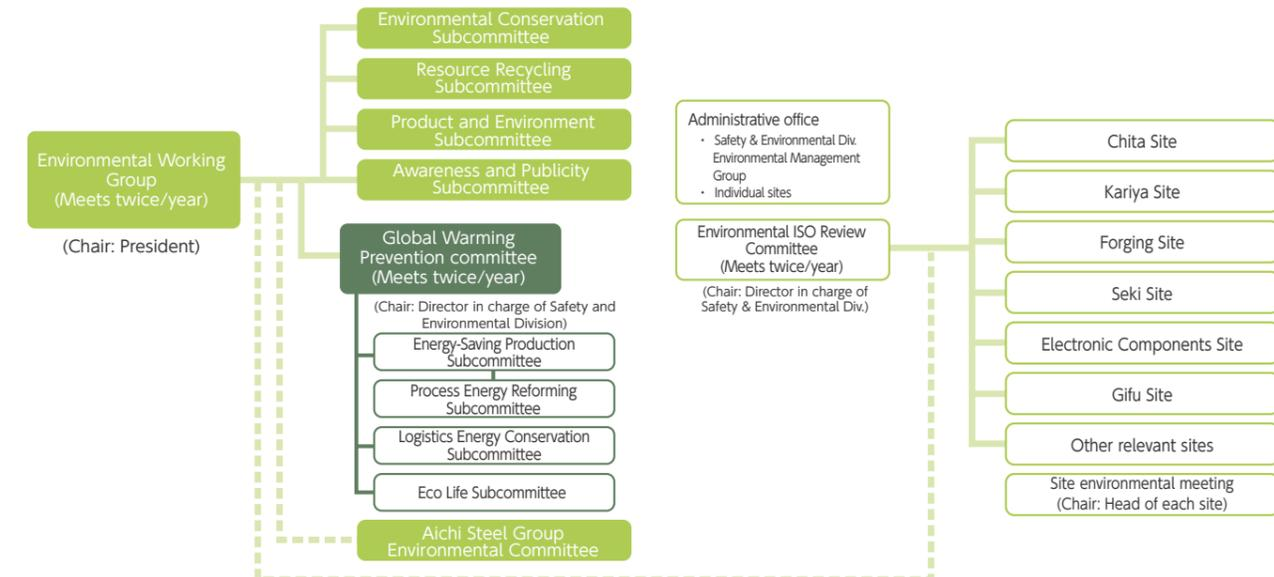 Environmental Working
Group
(Meets twice/year)
(Chair: President)
Environmental Conservation
Subcommittee
Resource Recycling
Subcommittee
Product and Environment
Subcommittee
Awareness and Publicity
Subcommittee
Global Warming
Prevention committee
(Meets twice/year)
(Chair: Director in charge of Safety and
Environmental Division)
Energy-Saving Production
Subcommittee
Process Energy Reforming
Subcommittee
Logistics Energy Conservation
Subcommittee
Eco Life Subcommittee
Aichi Steel Group
Environmental Committee
Administrative office
・ Safety & Environmental Div.
Environmental Management
Group
・ Individual sites
Environmental ISO Review
Committee
(Meets twice/year)
(Chair: Director in charge of
Safety & Environmental Div.)
Chita Site
Kariya Site
Forging Site
Seki Site
Electronic Components Site
Gifu Site
Other relevant sites
Site environmental meeting
(Chair: Head of each site)